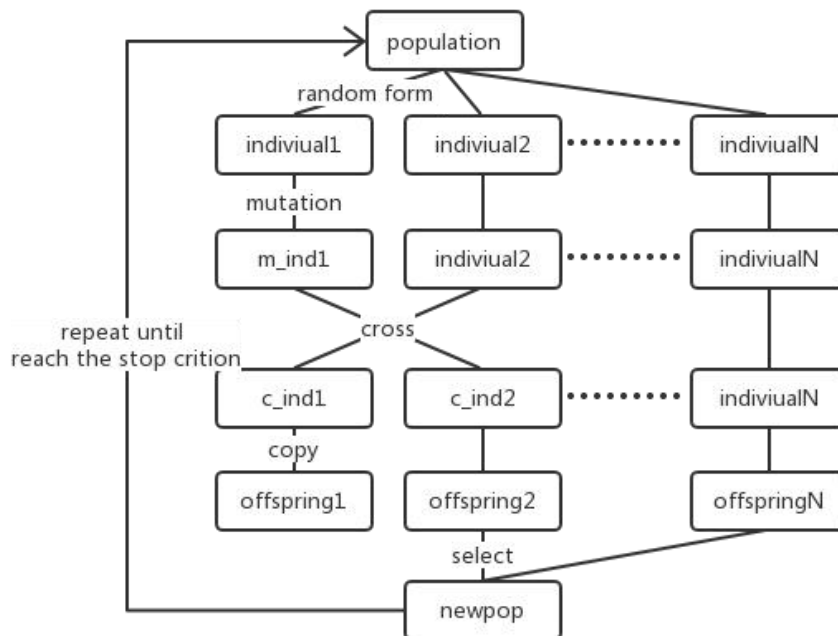 population
random form
indiviual1
indiviual2
indiviualN
mutation
m_ind1
indiviual2
indiviualN
cross
repeat until
reach the stop crition
c_ind1
c_ind2
indiviualN
copy
offspring1
offspring2
offspringN
select
newpop